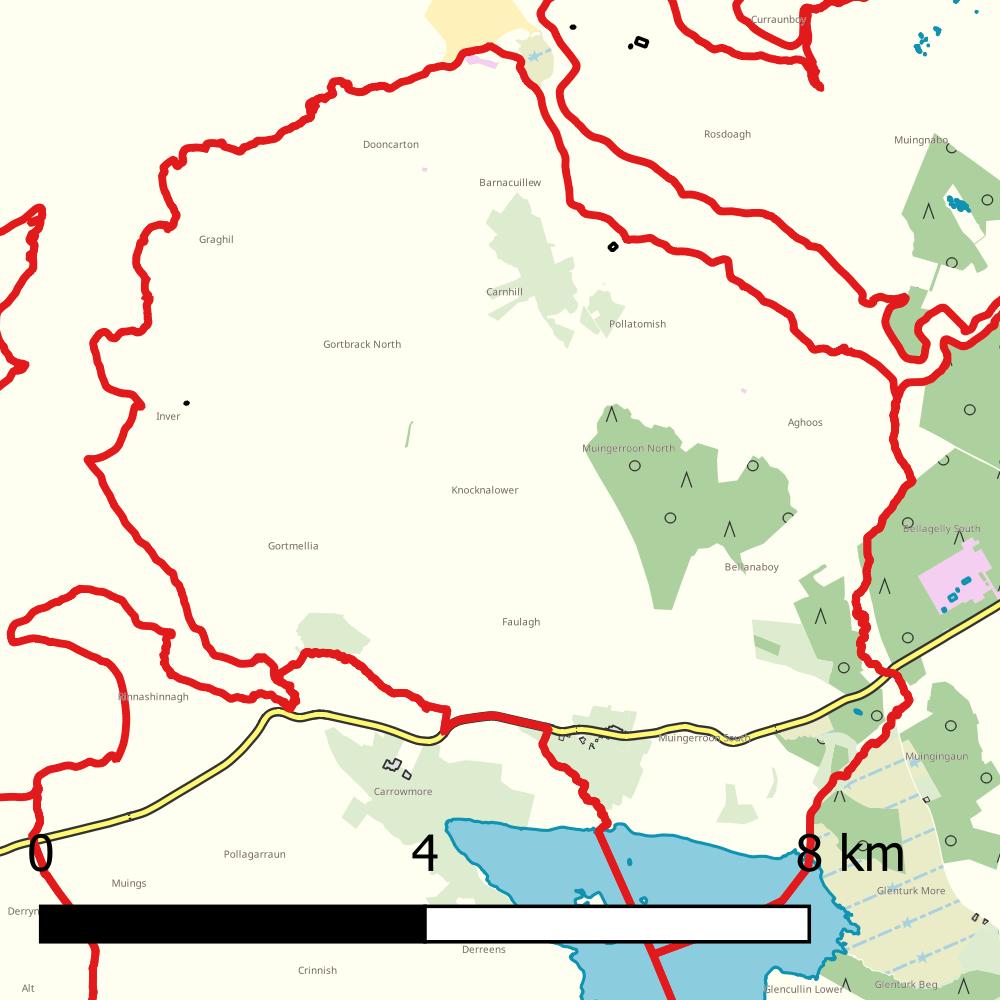 Curraunboy
Rosdoagh
Muingnabo
Dooncarton
Barnacuillew
Graghil
Carnhill
Pollatomish
Gortbrack North
Inver
Aghoos
Muingerroon North
Knocknalower
Bellagelly South
Gortmellia
Bellanaboy
Faulagh
Kinnashinnagh
Muingerroon South
Muingingaun
Carrowmore
0 4 8 km
Pollagarraun
Muings
Glenturk More
Derryn
Derreens
Crinnish
Alt
Glencullin Lower
Glenturk Beg